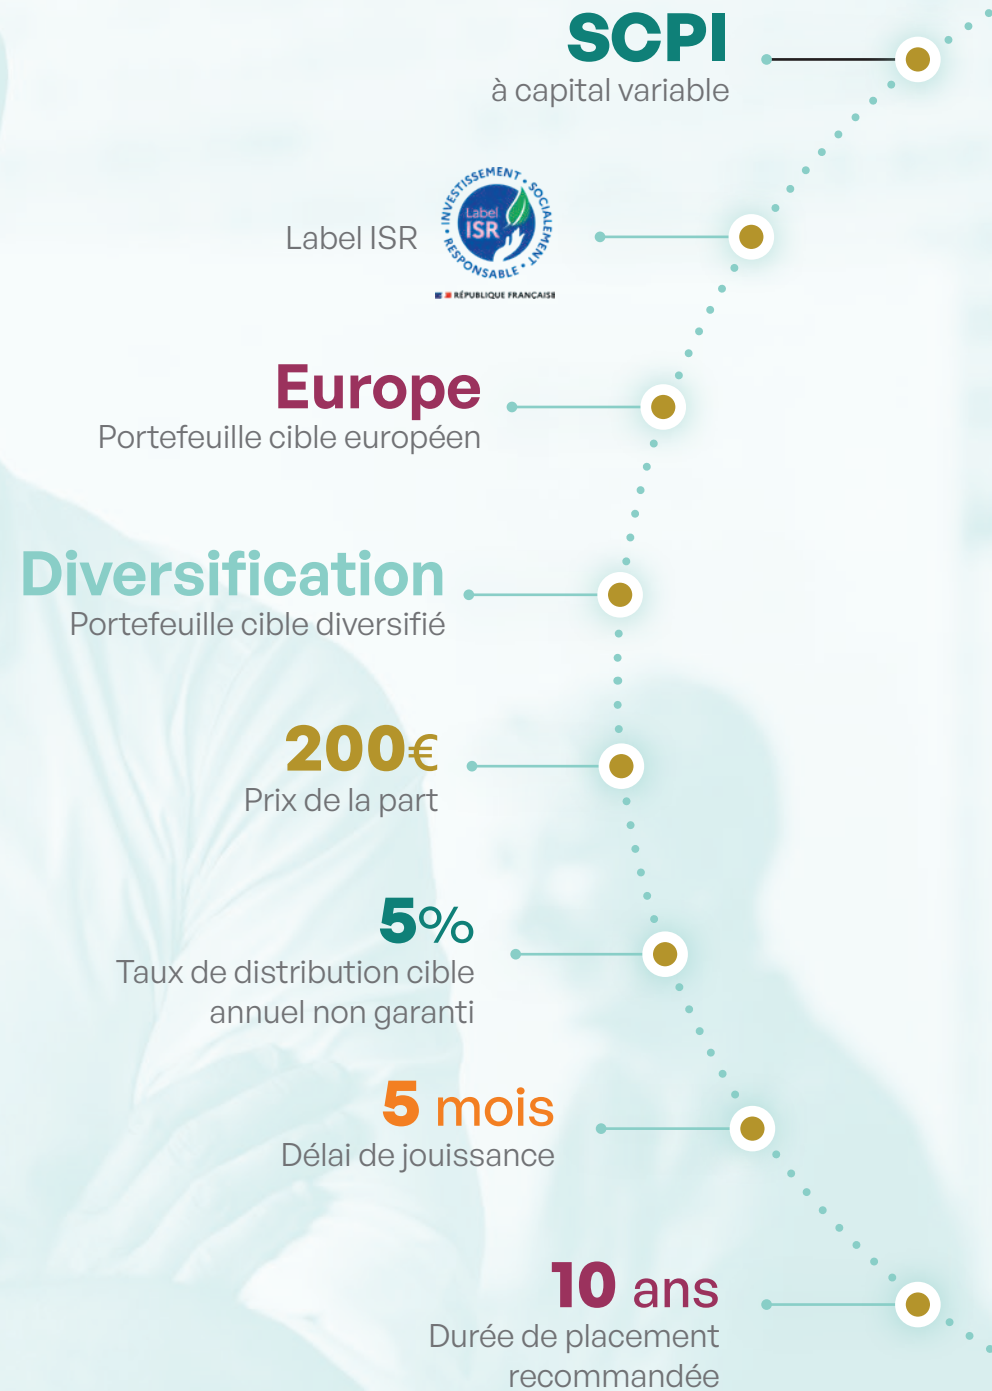 SCPI
à capital variable
Label ISR
INVESTISSEMENT • SOCIALEMENT • RESPONSABLE •
Label
ISR
RÉPUBLIQUE FRANÇAISE
Europe
Portefeuille cible européen
Diversification
Portefeuille cible diversifié
200€
Prix de la part
5%
Taux de distribution cible
annuel non garanti
5 mois
Délai de jouissance
10 ans
Durée de placement
recommandée